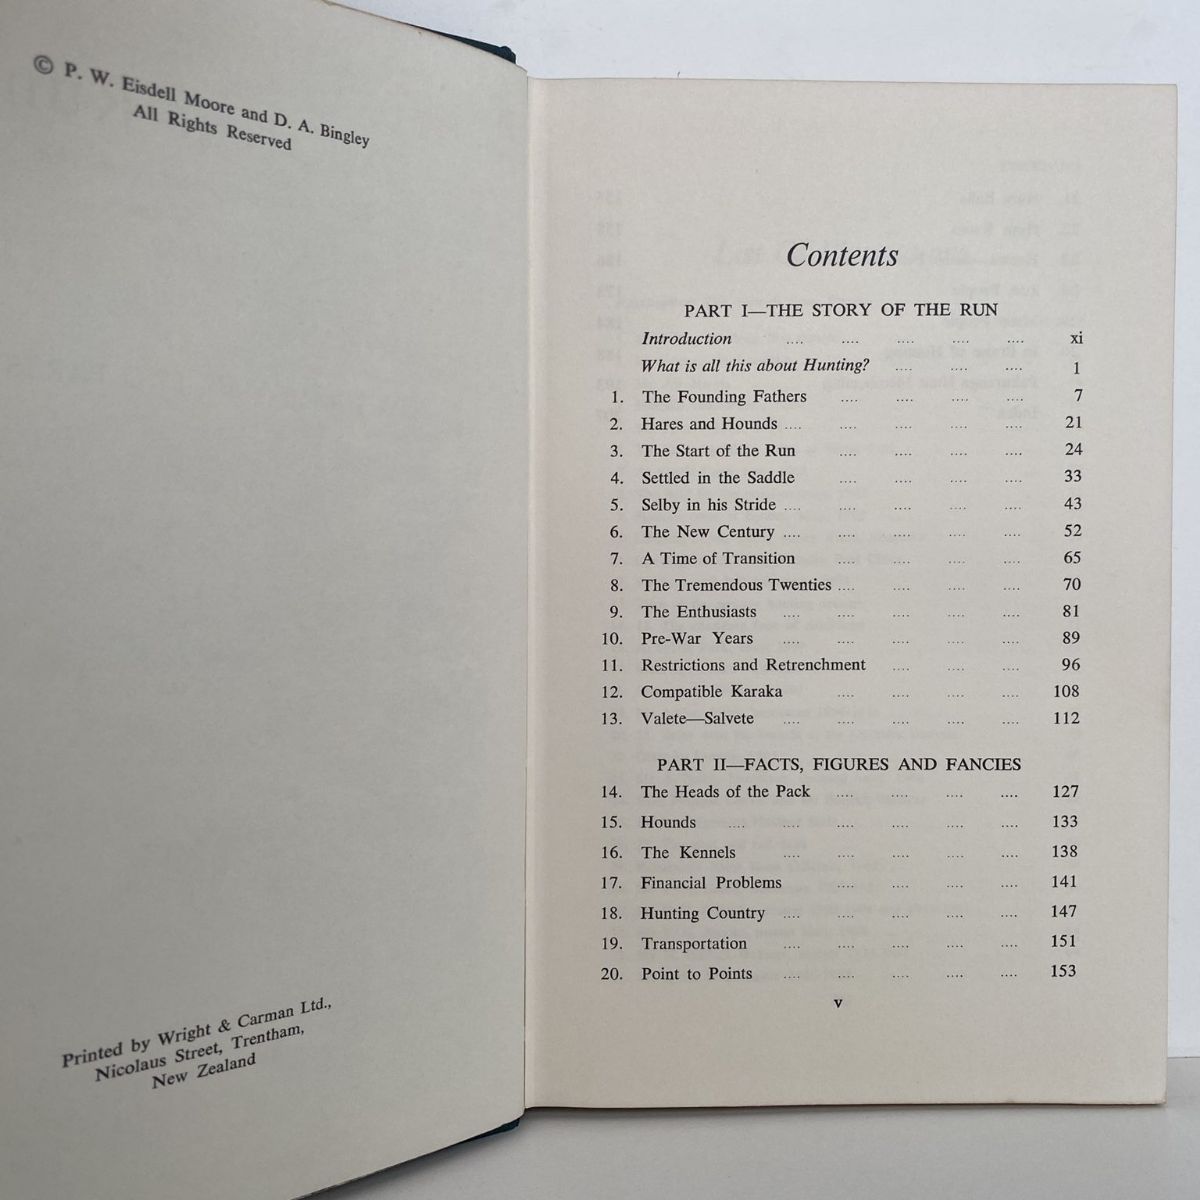 © P. W. Eisdell Moore and D. A. Bingley
All Rights Reserved
Printed by Wright & Carman Ltd.,
Nicolaus Street, Trentham,
New Zealand
Contents
PART I—THE STORY OF THE RUN
Introduction .... .... .... .... .... xi
What is all this about Hunting? .... .... .... 1
1. The Founding Fathers .... .... .... .... 7
2. Hares and Hounds .... .... .... .... .... 21
3. The Start of the Run .... .... .... .... 24
4. Settled in the Saddle .... .... .... .... 33
5. Selby in his Stride .... .... .... .... .... 43
6. The New Century .... .... .... .... .... 52
7. A Time of Transition .... .... .... .... 65
8. The Tremendous Twenties .... .... .... .... 70
9. The Enthusiasts .... .... .... .... .... 81
10. Pre-War Years .... .... .... .... .... 89
11. Restrictions and Retrenchment .... .... .... 96
12. Compatible Karaka .... .... .... .... 108
13. Valete—Salvete .... .... .... .... .... 112
PART II—FACTS, FIGURES AND FANCIES
14. The Heads of the Pack .... .... .... .... 127
15. Hounds .... .... .... .... .... .... 133
16. The Kennels .... .... .... .... .... 138
17. Financial Problems .... .... .... .... 141
18. Hunting Country .... .... .... .... .... 147
19. Transportation .... .... .... .... .... 151
20. Point to Points .... .... .... .... .... 153
v